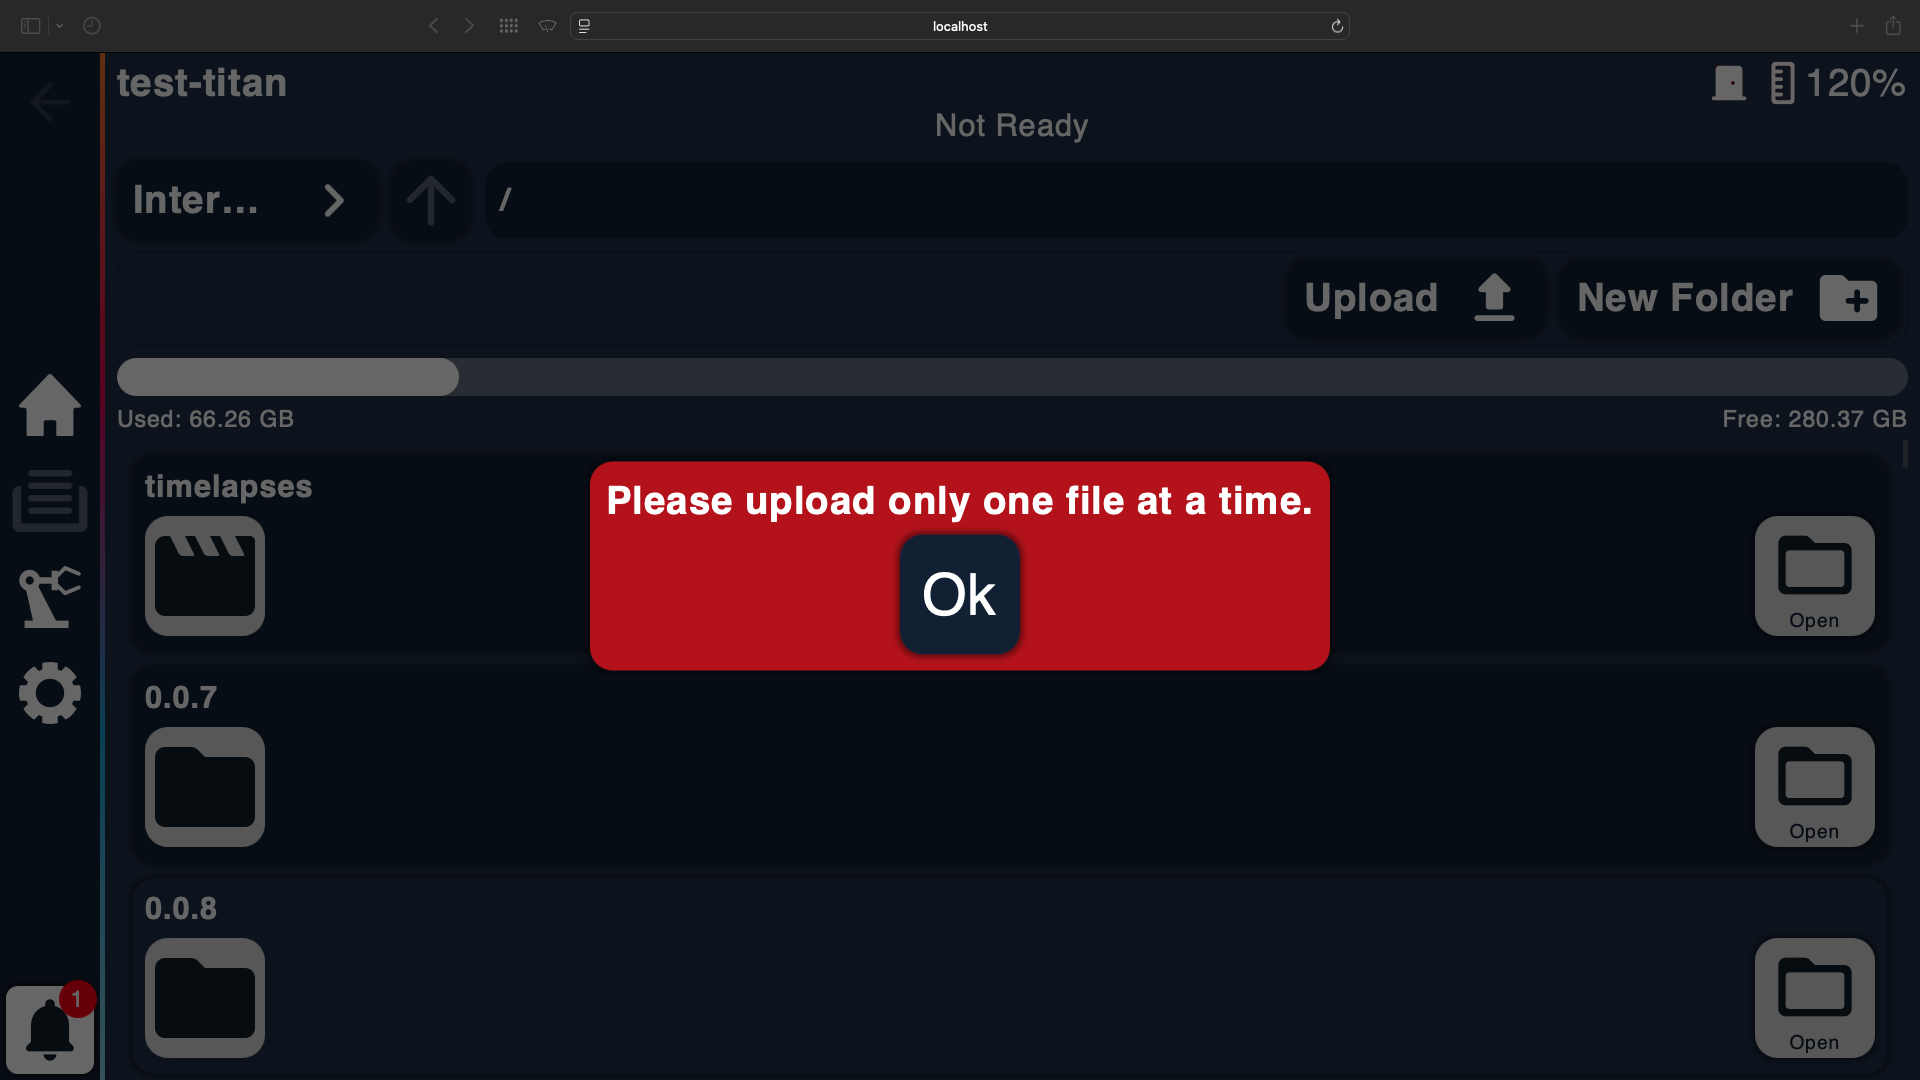 localhost
test-titan
120%
Not Ready
Inter...
/
Upload
New Folder
Used: 66.26 GB
Free: 280.37 GB
timelapses
Please upload only one file at a time.
Ok
Open
0.0.7
Open
0.0.8
Open
1